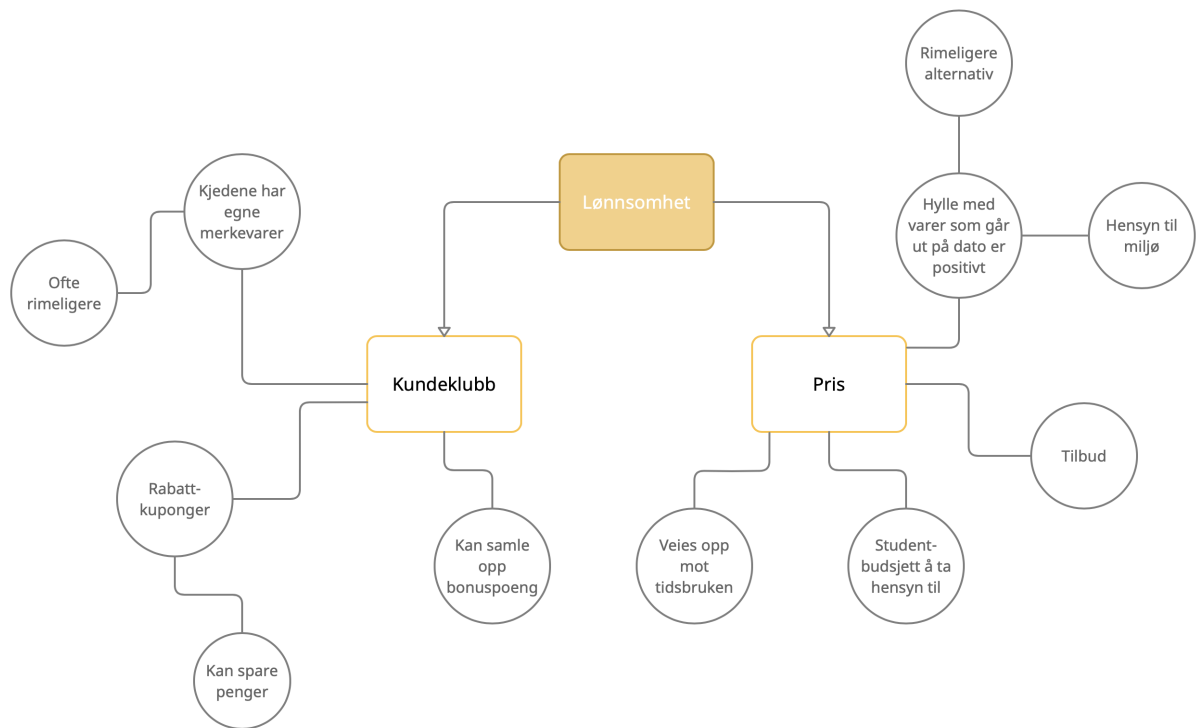 Rimeligere
alternativ
Kjedene har
egne
merkevarer
Lønnsomhet
Hylle med
varer som går
ut på dato er
positivt
Hensyn til
miljø
Ofte
rimeligere
Kundeklubb
Pris
Tilbud
Rabatt-
kuponger
Kan samle
opp
bonuspoeng
Veies opp
mot
tidsbruken
Student-
budsjett å ta
hensyn til
Kan spare
penger